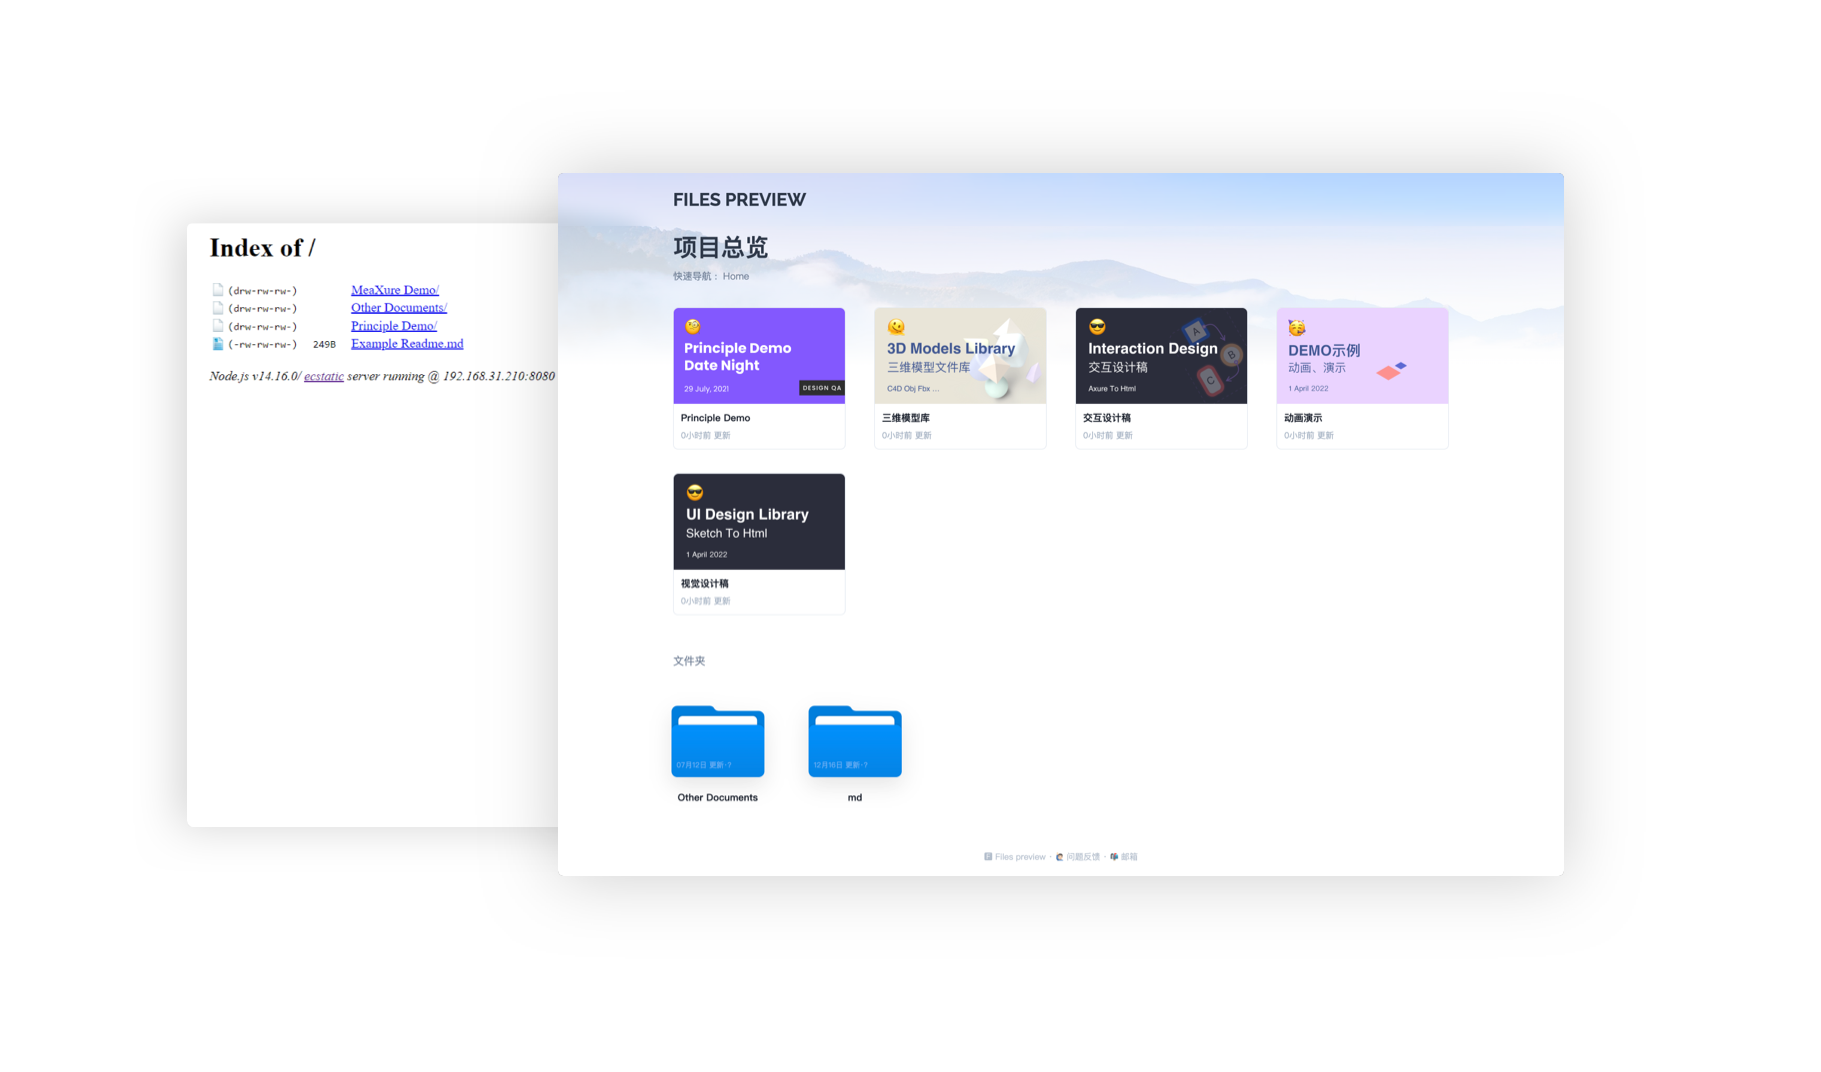 Index of /
(drw-rw-rw-) MeaXure Demo/
(drw-rw-rw-) Other Documents/
(drw-rw-rw-) Principle Demo/
(-rw-rw-rw-) 249B Example Readme.md
Node.js v14.16.0/ ecstatic server running @ 192.168.31.210:8080
FILES PREVIEW
项目总览
快速导航： Home
Principle Demo
Date Night
29 July, 2021
DESIGN QA
Principle Demo
0小时前 更新
3D Models Library
三维模型文件库
C4D Obj Fbx ...
三维模型库
0小时前 更新
Interaction Design
交互设计稿
Axure To Html
A
B
C
交互设计稿
0小时前 更新
DEMO示例
动画、演示
1 April 2022
动画演示
0小时前 更新
UI Design Library
Sketch To Html
1 April 2022
视觉设计稿
0小时前 更新
文件夹
07月12日 更新·?
Other Documents
12月16日 更新·?
md
Files preview · 问题反馈 · 邮箱